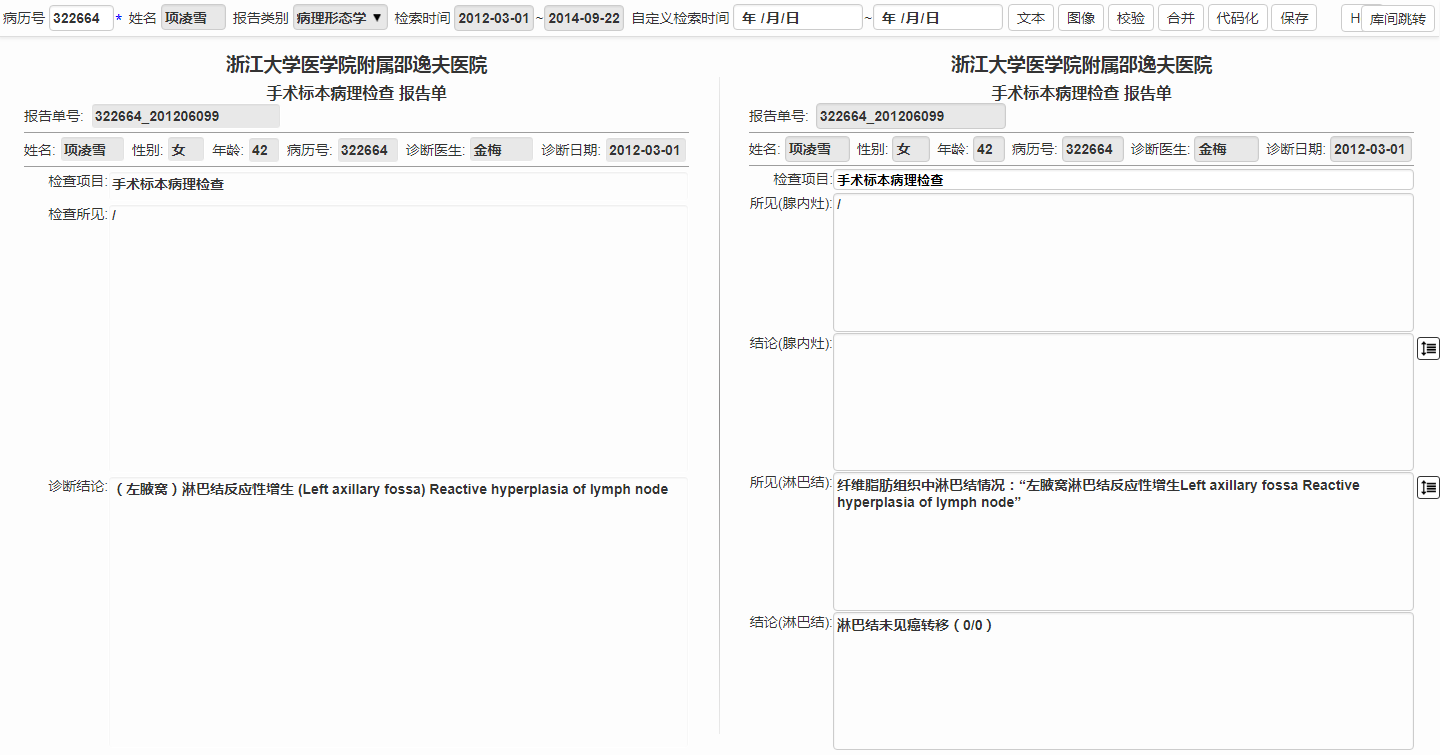 病历号 322664 * 姓名 项凌雪 报告类别 病理形态学 ▼ 检索时间 2012-03-01 ~ 2014-09-22 自定义检索时间 年 /月/日 ~ 年 /月/日 文本 图像 校验 合并 代码化 保存 H 库间跳转
浙江大学医学院附属邵逸夫医院
手术标本病理检查 报告单
报告单号: 322664_201206099
姓名: 项凌雪 性别: 女 年龄: 42 病历号: 322664 诊断医生: 金梅 诊断日期: 2012-03-01
检查项目: 手术标本病理检查
检查所见: /
诊断结论: （左腋窝）淋巴结反应性增生 (Left axillary fossa) Reactive hyperplasia of lymph node
浙江大学医学院附属邵逸夫医院
手术标本病理检查 报告单
报告单号: 322664_201206099
姓名: 项凌雪 性别: 女 年龄: 42 病历号: 322664 诊断医生: 金梅 诊断日期: 2012-03-01
检查项目: 手术标本病理检查
所见(腺内灶): /
结论(腺内灶):
所见(淋巴结): 纤维脂肪组织中淋巴结情况：“左腋窝淋巴结反应性增生Left axillary fossa Reactive
hyperplasia of lymph node”
结论(淋巴结): 淋巴结未见癌转移（0/0）